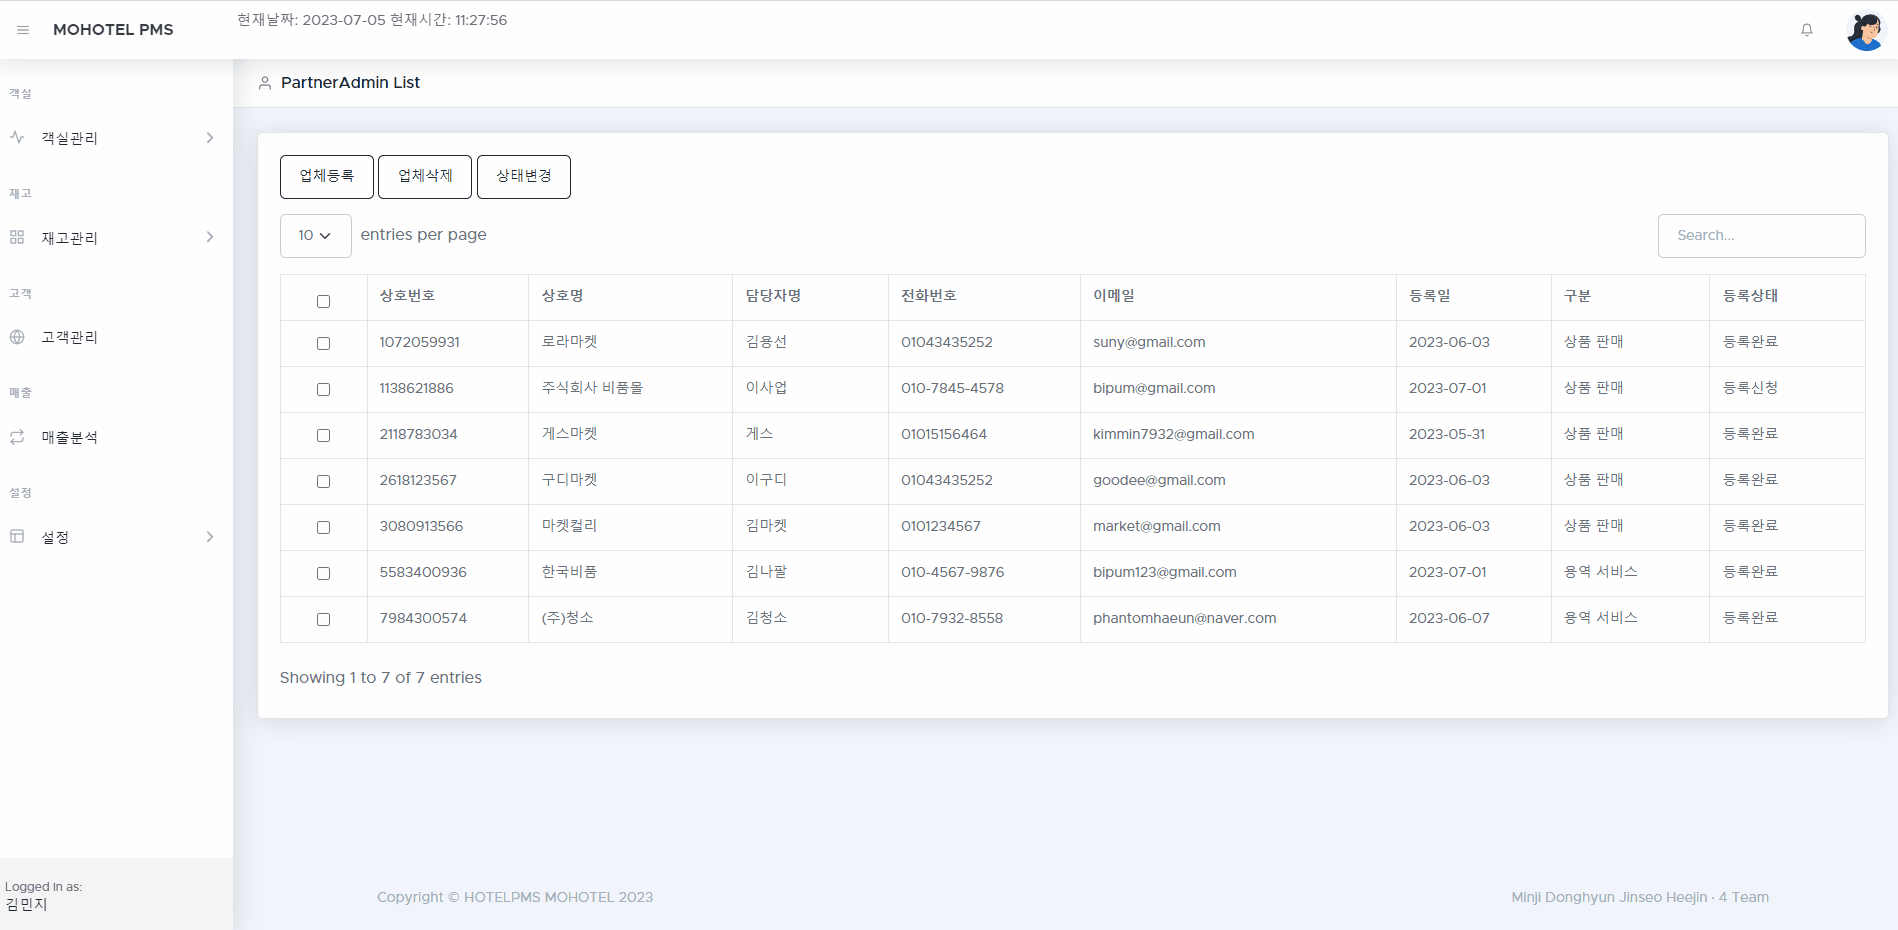 MOHOTEL PMS
현재날짜: 2023-07-05 현재시간: 11:27:56
객실
객실관리
재고
재고관리
고객
고객관리
매출
매출분석
설정
설정
Logged in as:
김민지
PartnerAdmin List
업체등록 업체삭제 상태변경
10 entries per page
Search...
상호번호 상호명 담당자명 전화번호 이메일 등록일 구분 등록상태
1072059931 로라마켓 김용선 01043435252 suny@gmail.com 2023-06-03 상품 판매 등록완료
1138621886 주식회사 비품몰 이사업 010-7845-4578 bipum@gmail.com 2023-07-01 상품 판매 등록신청
2118783034 게스마켓 게스 01015156464 kimmin7932@gmail.com 2023-05-31 상품 판매 등록완료
2618123567 구디마켓 이구디 01043435252 goodee@gmail.com 2023-06-03 상품 판매 등록완료
3080913566 마켓컬리 김마켓 0101234567 market@gmail.com 2023-06-03 상품 판매 등록완료
5583400936 한국비품 김나팔 010-4567-9876 bipum123@gmail.com 2023-07-01 용역 서비스 등록완료
7984300574 (주)청소 김청소 010-7932-8558 phantomhaeun@naver.com 2023-06-07 용역 서비스 등록완료
Showing 1 to 7 of 7 entries
Copyright © HOTELPMS MOHOTEL 2023
Minji Donghyun Jinseo Heejin · 4 Team